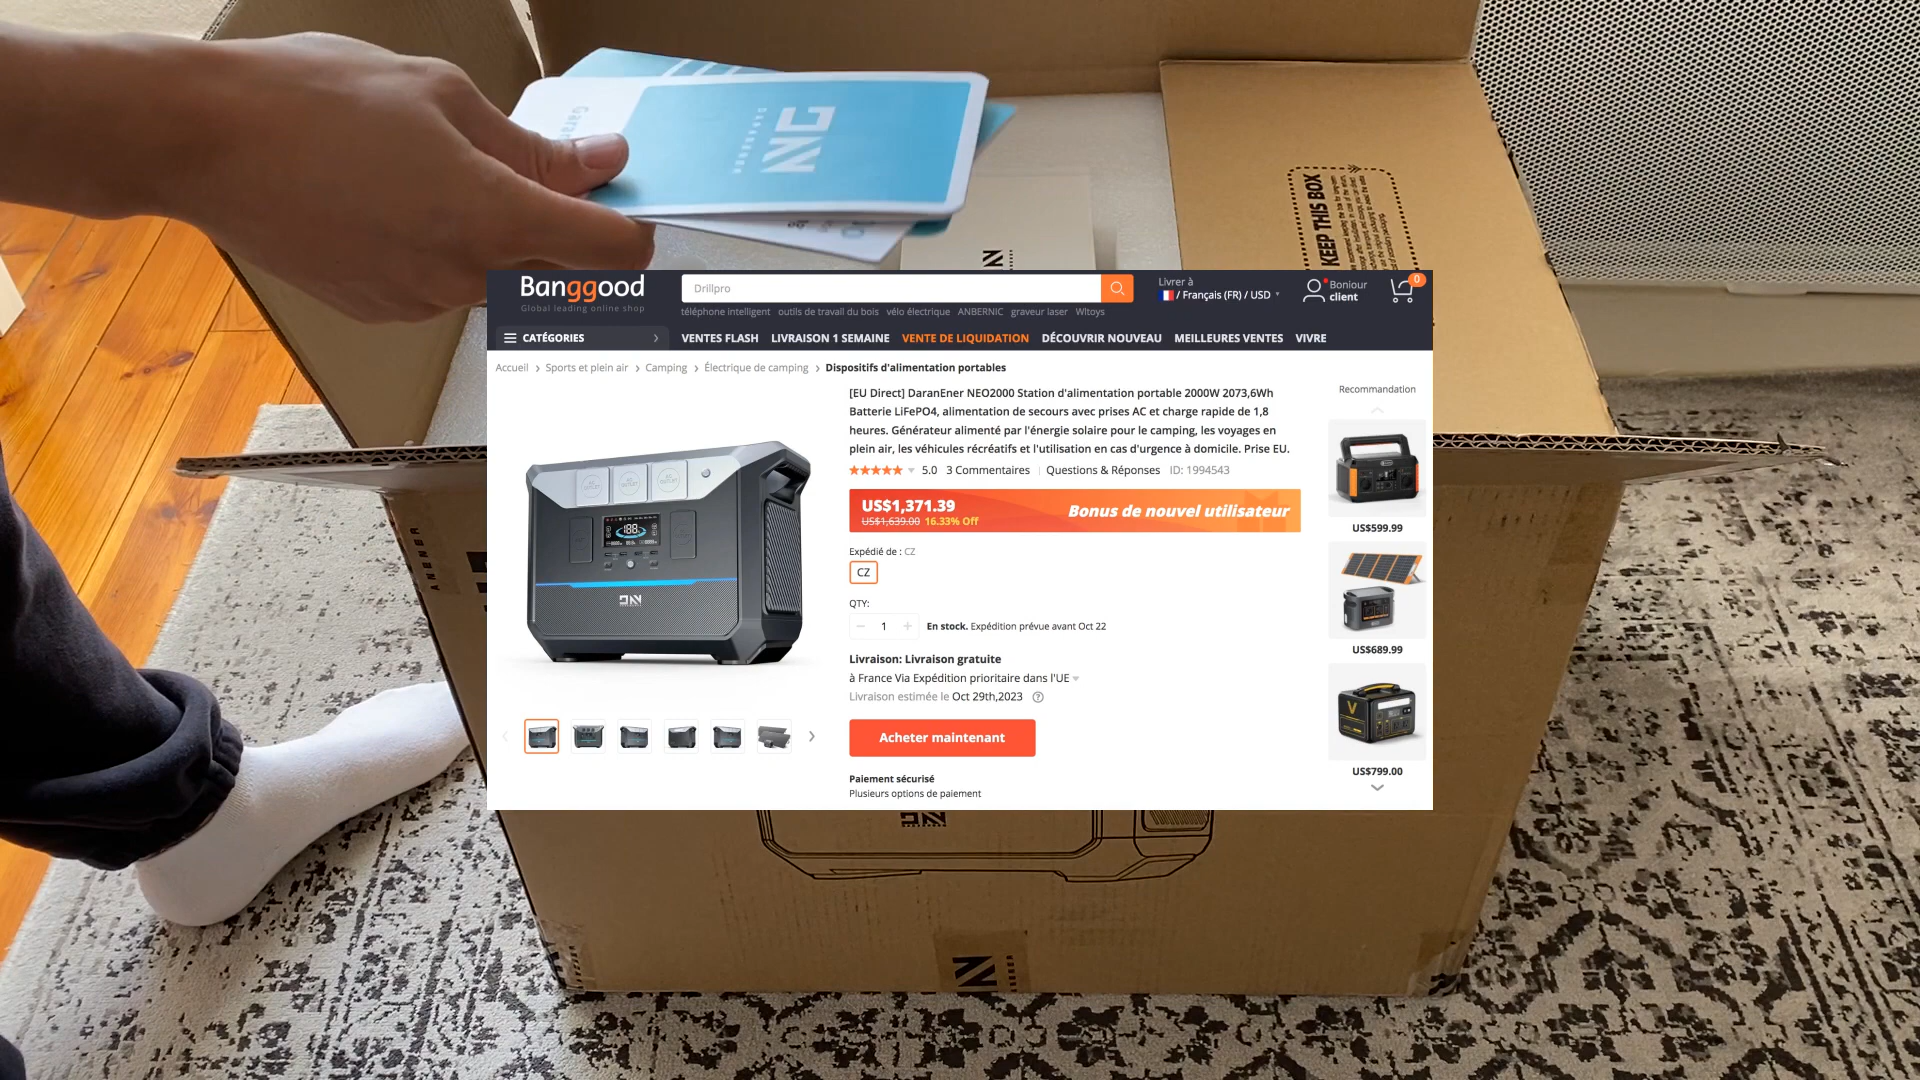 KEEP THIS BOX
Banggood
Global leading online shop
Drillpro
Livrer à
/ Français (FR) / USD
Bonjour
client
0
téléphone intelligent outils de travail du bois vélo électrique ANBERNIC graveur laser Wltoys
CATÉGORIES
VENTES FLASH LIVRAISON 1 SEMAINE VENTE DE LIQUIDATION DÉCOUVRIR NOUVEAU MEILLEURES VENTES VIVRE
Accueil > Sports et plein air > Camping > Électrique de camping > Dispositifs d'alimentation portables
[EU Direct] DaranEner NEO2000 Station d'alimentation portable 2000W 2073,6Wh
Batterie LiFePO4, alimentation de secours avec prises AC et charge rapide de 1,8
heures. Générateur alimenté par l'énergie solaire pour le camping, les voyages en
plein air, les véhicules récréatifs et l'utilisation en cas d'urgence à domicile. Prise EU.
5.0 3 Commentaires | Questions & Réponses ID: 1994543
US$1,371.39
US$1,639.00 16.33% Off
Bonus de nouvel utilisateur
Expédié de : CZ
CZ
QTY:
− 1 + En stock. Expédition prévue avant Oct 22
Livraison: Livraison gratuite
à France Via Expédition prioritaire dans l'UE
Livraison estimée le Oct 29th,2023
Acheter maintenant
Paiement sécurisé
Plusieurs options de paiement
Recommandation
US$599.99
US$689.99
US$799.00